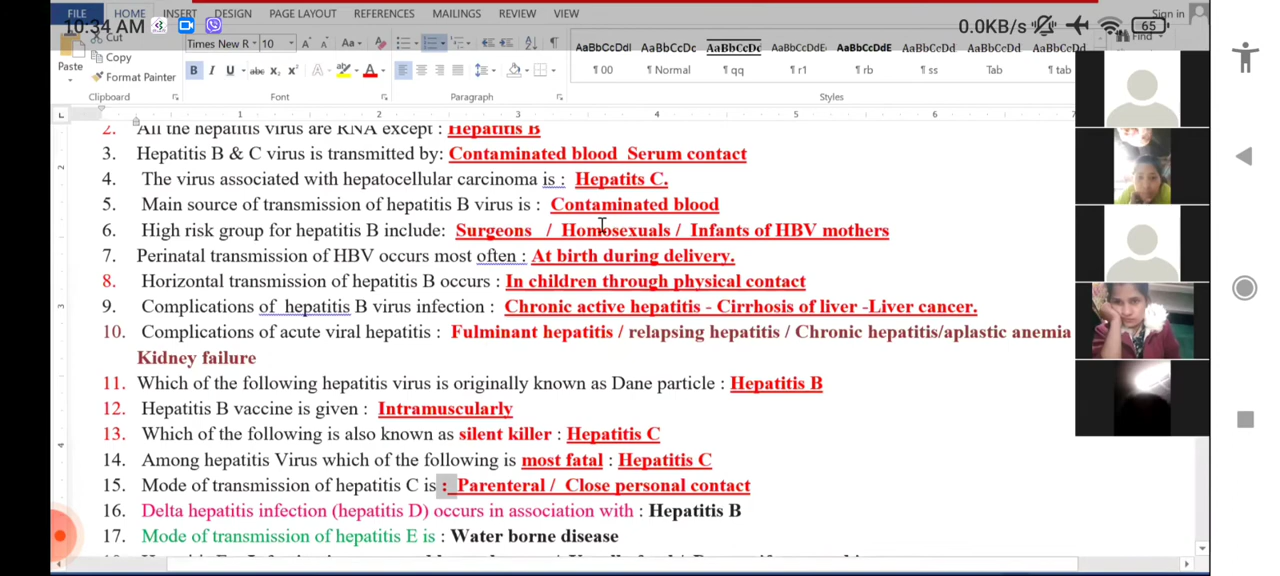 FILE HOME INSERT DESIGN PAGE LAYOUT REFERENCES MAILINGS REVIEW VIEW Sign in
10:34 AM 0.0KB/s 65
Cut
Copy
Paste
Format Painter
Times New R 10
Find
AaBbCcDdI AaBbCcDc AaBbCcDc AaBbCcDdE AaBbCcDdE AaBbCcDd AaBbCcDd AaBbCcDd
¶ 00 ¶ Normal ¶ qq ¶ r1 ¶ rb ¶ ss Tab ¶ tab
Clipboard Font Paragraph Styles
1 2 3 4 5 6 7
2. All the hepatitis virus are RNA except : Hepatitis B
3. Hepatitis B & C virus is transmitted by: Contaminated blood Serum contact
4. The virus associated with hepatocellular carcinoma is : Hepatits C.
5. Main source of transmission of hepatitis B virus is : Contaminated blood
6. High risk group for hepatitis B include: Surgeons / Homosexuals / Infants of HBV mothers
7. Perinatal transmission of HBV occurs most often : At birth during delivery.
8. Horizontal transmission of hepatitis B occurs : In children through physical contact
9. Complications of hepatitis B virus infection : Chronic active hepatitis - Cirrhosis of liver -Liver cancer.
10. Complications of acute viral hepatitis : Fulminant hepatitis / relapsing hepatitis / Chronic hepatitis/aplastic anemia
Kidney failure
11. Which of the following hepatitis virus is originally known as Dane particle : Hepatitis B
12. Hepatitis B vaccine is given : Intramuscularly
13. Which of the following is also known as silent killer : Hepatitis C
14. Among hepatitis Virus which of the following is most fatal : Hepatitis C
15. Mode of transmission of hepatitis C is : Parenteral / Close personal contact
16. Delta hepatitis infection (hepatitis D) occurs in association with : Hepatitis B
17. Mode of transmission of hepatitis E is : Water borne disease